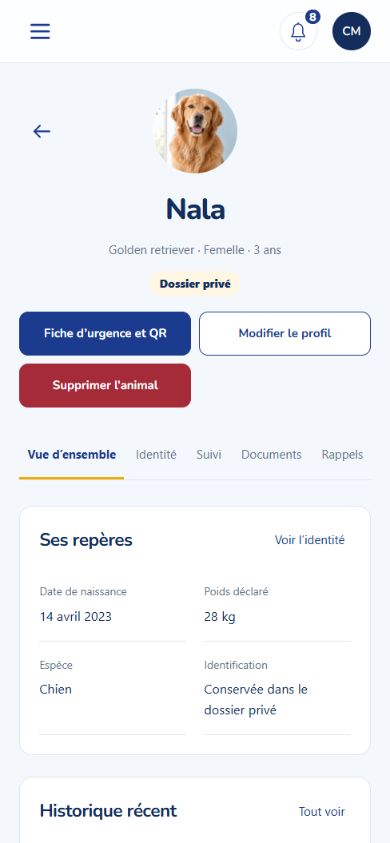 8
CM
Nala
Golden retriever · Femelle · 3 ans
Dossier privé
Fiche d’urgence et QR
Modifier le profil
Supprimer l’animal
Vue d’ensemble
Identité
Suivi
Documents
Rappels
Ses repères
Voir l’identité
Date de naissance
Poids déclaré
14 avril 2023
28 kg
Espèce
Identification
Chien
Conservée dans le
dossier privé
Historique récent
Tout voir